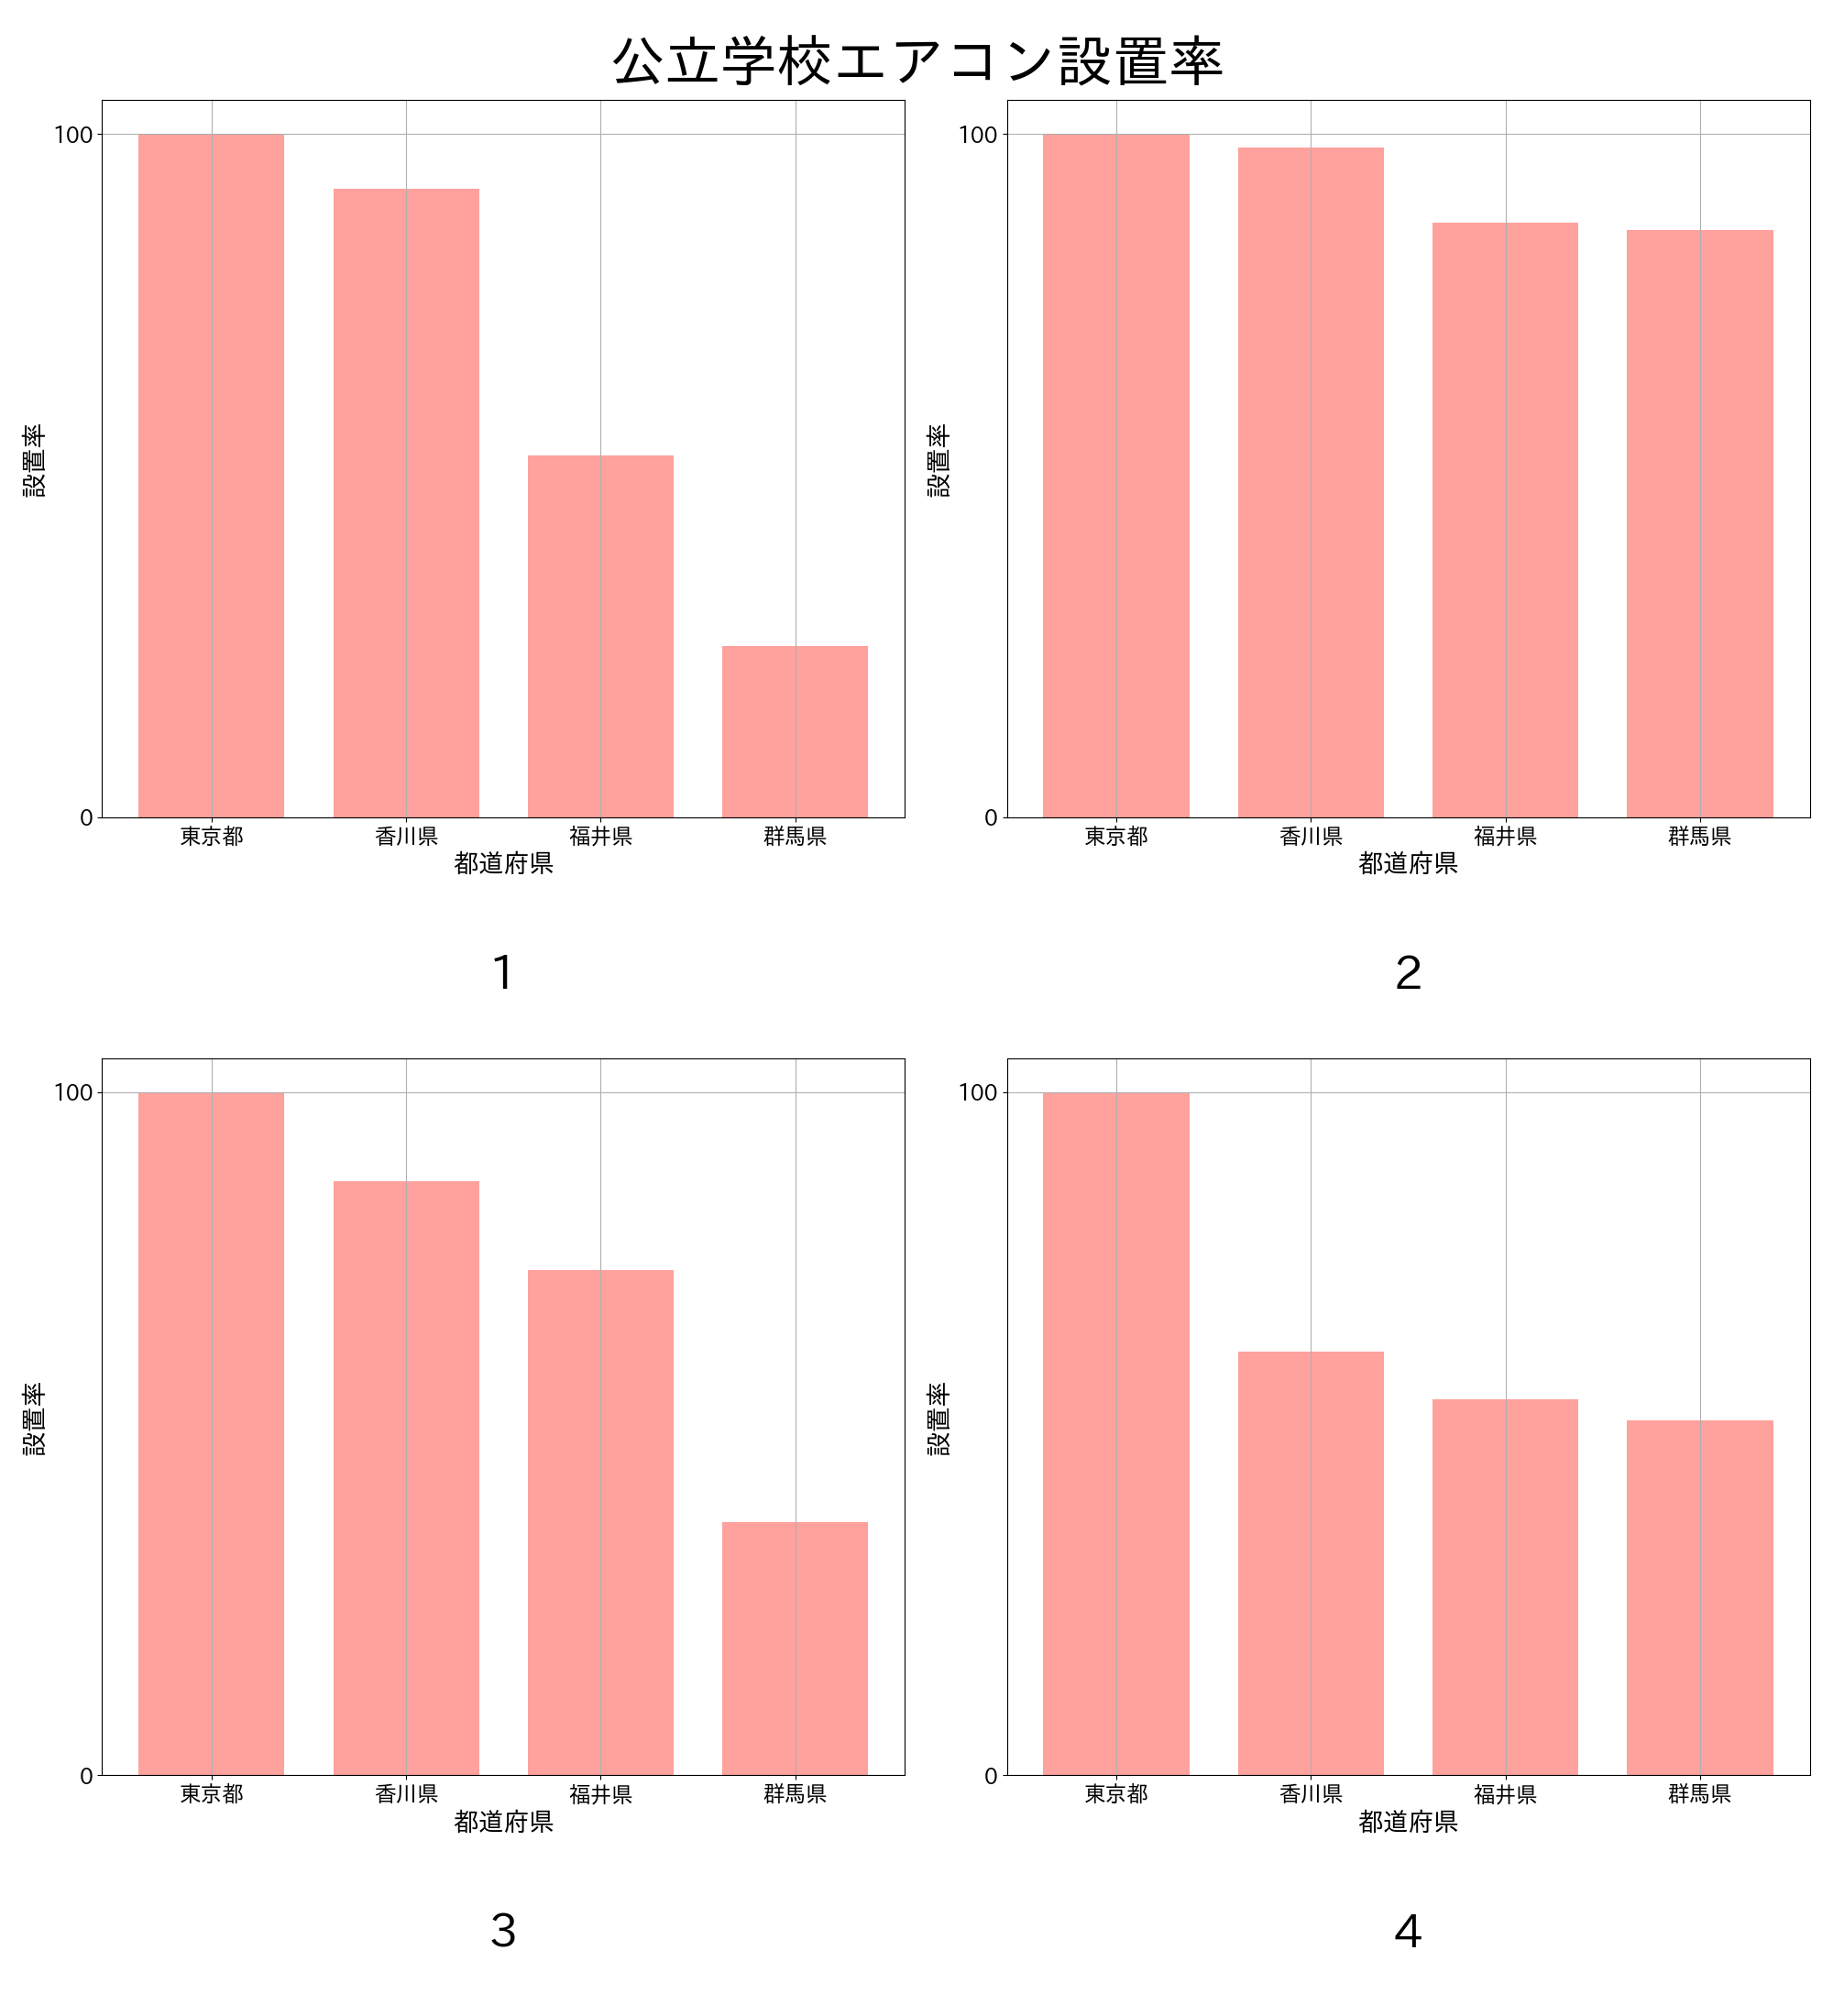 公立学校エアコン設置率
100
0
設置率
東京都 香川県 福井県 群馬県
都道府県
1
100
0
設置率
東京都 香川県 福井県 群馬県
都道府県
2
100
0
設置率
東京都 香川県 福井県 群馬県
都道府県
3
100
0
設置率
東京都 香川県 福井県 群馬県
都道府県
4